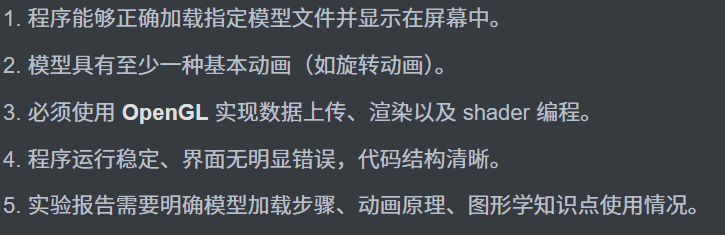 1. 程序能够正确加载指定模型文件并显示在屏幕中。
2. 模型具有至少一种基本动画（如旋转动画）。
3. 必须使用 OpenGL 实现数据上传、渲染以及 shader 编程。
4. 程序运行稳定、界面无明显错误，代码结构清晰。
5. 实验报告需要明确模型加载步骤、动画原理、图形学知识点使用情况。